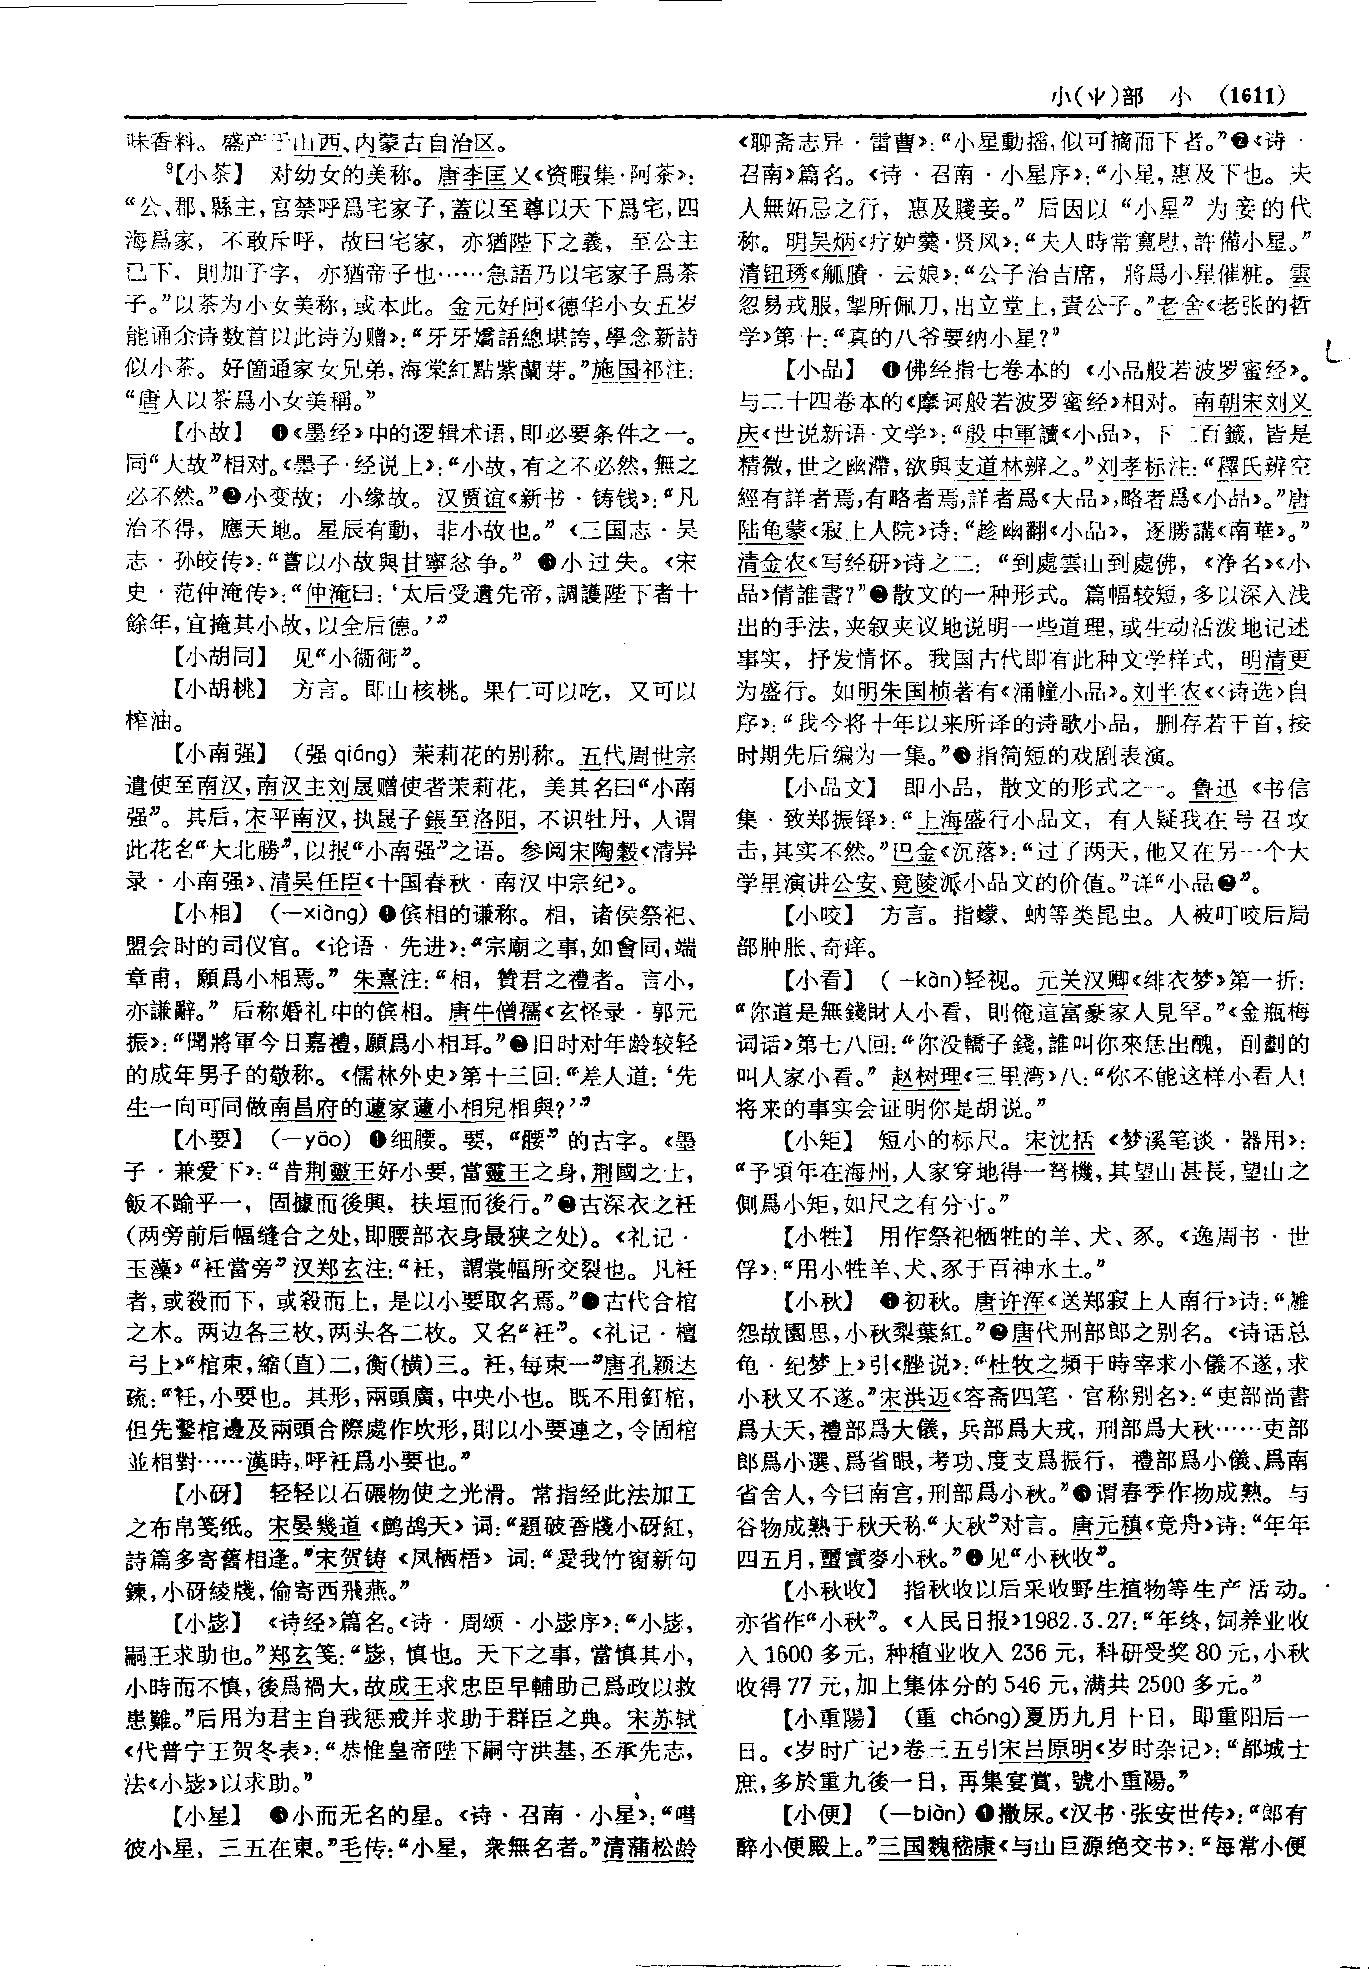 小(⺌)部 小 (1611)
味香料。盛产于山西、内蒙古自治区。
⁹【小茶】 对幼女的美称。唐李匡乂《资暇集·阿茶》：
“公、郡、縣主，宫禁呼爲宅家子，蓋以至尊以天下爲宅，四
海爲家，不敢斥呼，故曰宅家，亦猶陛下之義，至公主
已下，則加子字，亦猶帝子也……急語乃以宅家子爲茶
子。”以茶为小女美称，或本此。金元好问《德华小女五岁
能诵余诗数首以此诗为赠》：“牙牙嬌語總堪誇，學念新詩
似小茶。好箇通家女兄弟，海棠紅點紫蘭芽。”施国祁注：
“唐人以茶爲小女美稱。”
【小故】 ❶《墨经》中的逻辑术语，即必要条件之一。
同“大故”相对。《墨子·经说上》：“小故，有之不必然，無之
必不然。”❷小变故；小缘故。汉贾谊《新书·铸钱》：“凡
治不得，應天地。星辰有動，非小故也。”《三国志·吴
志·孙皎传》：“嘗以小故與甘寧忿争。”❸小过失。《宋
史·范仲淹传》：“仲淹曰：‘太后受遺先帝，調護陛下者十
餘年，宜掩其小故，以全后德。’”
【小胡同】 见“小衚衕”。
【小胡桃】 方言。即山核桃。果仁可以吃，又可以
榨油。
【小南强】 (强 qiáng) 茉莉花的别称。五代周世宗
遣使至南汉，南汉主刘晟赠使者茉莉花，美其名曰“小南
强”。其后，宋平南汉，执晟子鋹至洛阳，不识牡丹，人谓
此花名“大北勝”，以报“小南强”之语。参阅宋陶穀《清异
录·小南强》、清吴任臣《十国春秋·南汉中宗纪》。
【小相】 (—xiàng) ❶傧相的谦称。相，诸侯祭祀、
盟会时的司仪官。《论语·先进》：“宗廟之事，如會同，端
章甫，願爲小相焉。”朱熹注：“相，贊君之禮者。言小，
亦謙辭。”后称婚礼中的傧相。唐牛僧孺《玄怪录·郭元
振》：“聞將軍今日嘉禮，願爲小相耳。”❷旧时对年龄较轻
的成年男子的敬称。《儒林外史》第十三回：“差人道：‘先
生一向可同做南昌府的蘧家蘧小相兒相與？’”
【小要】 (—yāo) ❶细腰。要，“腰”的古字。《墨
子·兼爱下》：“昔荆靈王好小要，當靈王之身，荆國之士，
飯不踰乎一，固據而後興，扶垣而後行。”❷古深衣之衽
(两旁前后幅缝合之处，即腰部衣身最狭之处)。《礼记·
玉藻》“衽當旁”汉郑玄注：“衽，謂裳幅所交裂也。凡衽
者，或殺而下，或殺而上，是以小要取名焉。”❸古代合棺
之木。两边各三枚，两头各二枚。又名“衽”。《礼记·檀
弓上》“棺束，縮(直)二，衡(横)三。衽，每束一”唐孔颖达
疏：“衽，小要也。其形，兩頭廣，中央小也。既不用釘棺，
但先鑿棺邊及兩頭合際處作坎形，則以小要連之，令固棺
並相對……漢時，呼衽爲小要也。”
【小砑】 轻轻以石碾物使之光滑。常指经此法加工
之布帛笺纸。宋晏幾道《鹧鸪天》词：“題破香牋小砑紅，
詩篇多寄舊相逢。”宋贺铸《凤栖梧》词：“愛我竹窗新句
鍊，小砑綾牋，偷寄西飛燕。”
【小毖】 《诗经》篇名。《诗·周颂·小毖序》：“小毖，
嗣王求助也。”郑玄笺：“毖，慎也。天下之事，當慎其小，
小時而不慎，後爲禍大，故成王求忠臣早輔助己爲政以救
患難。”后用为君主自我惩戒并求助于群臣之典。宋苏轼
《代普宁王贺冬表》：“恭惟皇帝陛下嗣守洪基，丕承先志，
法《小毖》以求助。”
【小星】 ❶小而无名的星。《诗·召南·小星》：“嘒
彼小星，三五在東。”毛传：“小星，衆無名者。”清蒲松龄
《聊斋志异·雷曹》：“小星動摇，似可摘而下者。”❷《诗·
召南》篇名。《诗·召南·小星序》：“小星，惠及下也。夫
人無妬忌之行，惠及賤妾。”后因以“小星”为妾的代
称。明吴炳《疗妒羹·贤风》：“夫人時常寬慰，許備小星。”
清钮琇《觚賸·云娘》：“公子治吉席，將爲小星催粧。雲
忽易戎服，掣所佩刀，出立堂上，責公子。”老舍《老张的哲
学》第十：“真的八爷要纳小星？”
【小品】 ❶佛经指七卷本的《小品般若波罗蜜经》。
与二十四卷本的《摩诃般若波罗蜜经》相对。南朝宋刘义
庆《世说新语·文学》：“殷中軍讀《小品》，下二百籤，皆是
精微，世之幽滯，欲與支道林辨之。”刘孝标注：“釋氏辨空
經有詳者焉，有略者焉，詳者爲《大品》，略者爲《小品》。”唐
陆龟蒙《寂上人院》诗：“趁幽翻《小品》，逐勝講《南華》。”
清金农《写经研》诗之二：“到處雲山到處佛，《净名》《小
品》倩誰書？”❷散文的一种形式。篇幅较短，多以深入浅
出的手法，夹叙夹议地说明一些道理，或生动活泼地记述
事实，抒发情怀。我国古代即有此种文学样式，明清更
为盛行。如明朱国桢著有《涌幢小品》。刘半农《〈诗选〉自
序》：“我今将十年以来所译的诗歌小品，删存若干首，按
时期先后编为一集。”❸指简短的戏剧表演。
【小品文】 即小品，散文的形式之一。鲁迅《书信
集·致郑振铎》：“上海盛行小品文，有人疑我在号召攻
击，其实不然。”巴金《沉落》：“过了两天，他又在另一个大
学里演讲公安、竟陵派小品文的价值。”详“小品❷”。
【小咬】 方言。指蠓、蚋等类昆虫。人被叮咬后局
部肿胀、奇痒。
【小看】 (—kàn)轻视。元关汉卿《绯衣梦》第一折：
“你道是無錢財人小看，則俺這富豪家人見罕。”《金瓶梅
词话》第七八回：“你没轎子錢，誰叫你來恁出醜，刮劃的
叫人家小看。”赵树理《三里湾》八：“你不能这样小看人！
将来的事实会证明你是胡说。”
【小矩】 短小的标尺。宋沈括《梦溪笔谈·器用》：
“予頃年在海州，人家穿地得一弩機，其望山甚長，望山之
側爲小矩，如尺之有分寸。”
【小牲】 用作祭祀牺牲的羊、犬、豕。《逸周书·世
俘》：“用小牲羊、犬、豕于百神水土。”
【小秋】 ❶初秋。唐许浑《送郑寂上人南行》诗：“離
怨故園思，小秋梨葉紅。”❷唐代刑部郎之别名。《诗话总
龟·纪梦上》引《脞说》：“杜牧之頻于時宰求小儀不遂，求
小秋又不遂。”宋洪迈《容斋四笔·官称别名》：“吏部尚書
爲大天，禮部爲大儀，兵部爲大戎，刑部爲大秋……吏部
郎爲小選、爲省眼，考功、度支爲振行，禮部爲小儀、爲南
省舍人，今曰南宫，刑部爲小秋。”❸谓春季作物成熟。与
谷物成熟于秋天称“大秋”对言。唐元稹《竞舟》诗：“年年
四五月，蠒實麥小秋。”❹见“小秋收”。
【小秋收】 指秋收以后采收野生植物等生产活动。
亦省作“小秋”。《人民日报》1982.3.27：“年终，饲养业收
入1600多元，种植业收入236元，科研受奖80元，小秋
收得77元，加上集体分的546元，满共2500多元。”
【小重陽】 (重 chóng)夏历九月十日，即重阳后一
日。《岁时广记》卷三五引宋吕原明《岁时杂记》：“都城士
庶，多於重九後一日，再集宴賞，號小重陽。”
【小便】 (—biàn) ❶撒尿。《汉书·张安世传》：“郎有
醉小便殿上。”三国魏嵇康《与山巨源绝交书》：“每常小便